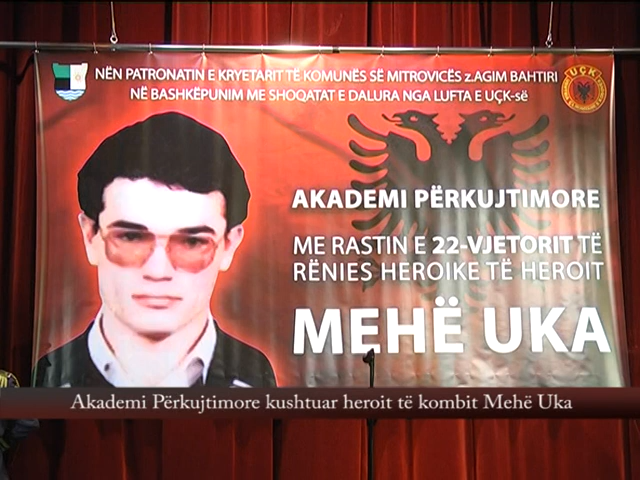 NËN PATRONATIN E KRYETARIT TË KOMUNËS SË MITROVICËS z.AGIM BAHTIRI
NË BASHKËPUNIM ME SHOQATAT E DALURA NGA LUFTA E UÇK-së
UÇK
AKADEMI PËRKUJTIMORE
ME RASTIN E 22-VJETORIT TË
RËNIES HEROIKE TË HEROIT
MEHË UKA
Akademi Përkujtimore kushtuar heroit të kombit Mehë Uka